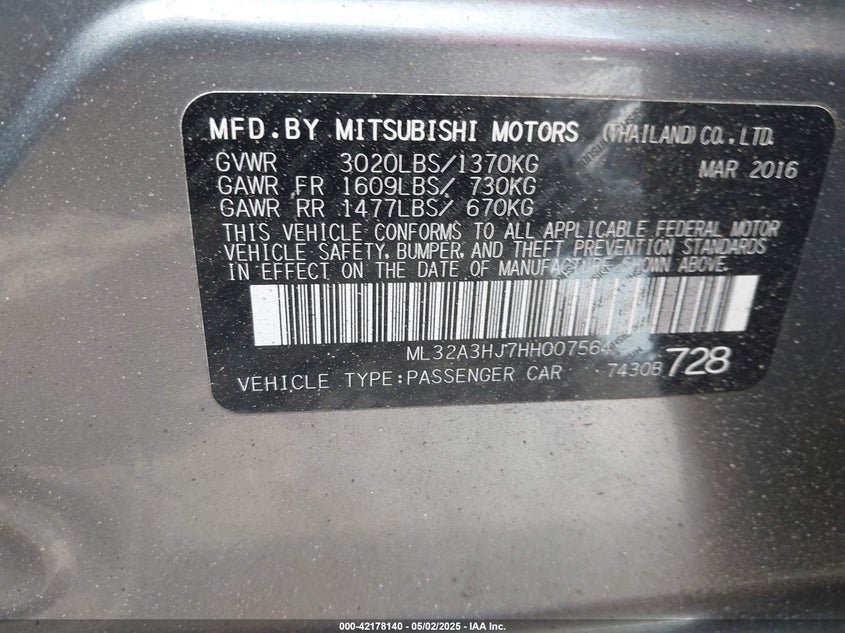 MFD.BY MITSUBISHI MOTORS (THAILAND) CO.,LTD.
GVWR 3020LBS/1370KG MAR 2016
GAWR FR 1609LBS/ 730KG
GAWR RR 1477LBS/ 670KG
THIS VEHICLE CONFORMS TO ALL APPLICABLE FEDERAL MOTOR
VEHICLE SAFETY, BUMPER, AND THEFT PREVENTION STANDARDS
IN EFFECT ON THE DATE OF MANUFACTURE SHOWN ABOVE.
VEHICLE TYPE:PASSENGER CAR 7430B 728
000-42178140 - 05/02/2025 - IAA Inc.